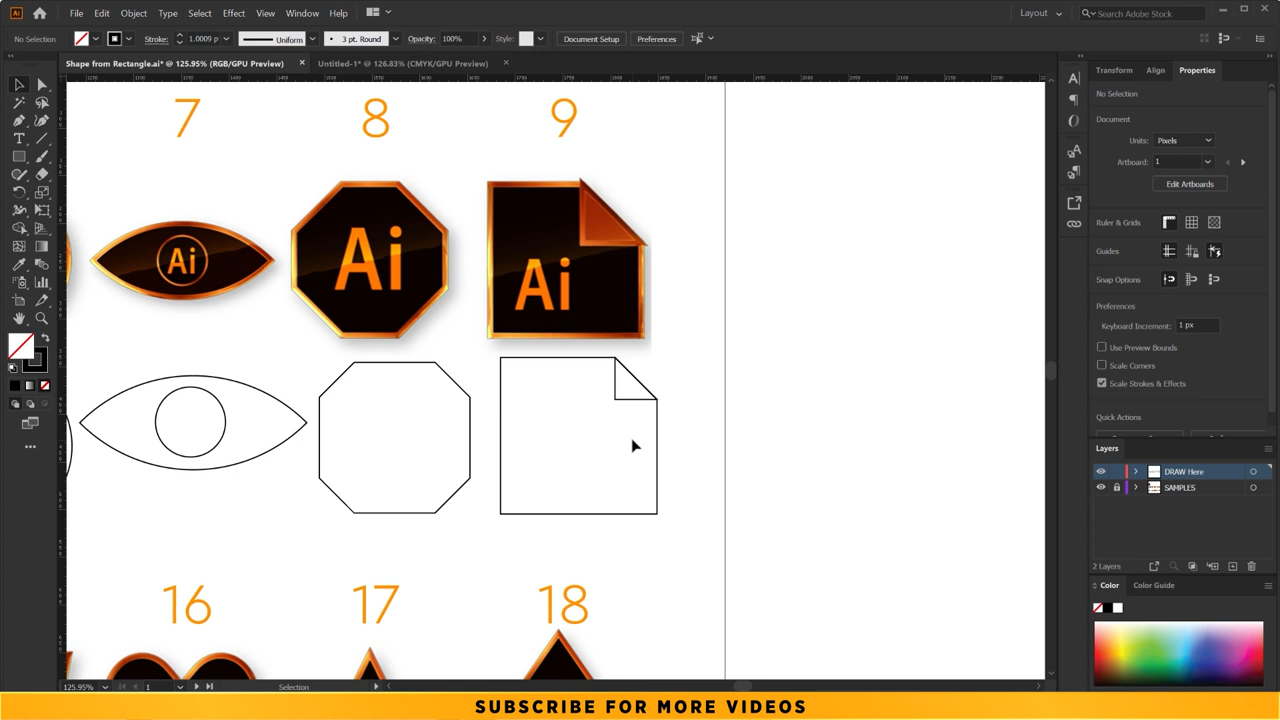 Ai
File Edit Object Type Select Effect View Window Help
Layout
Search Adobe Stock
No Selection
Stroke:
1.0009 p
Uniform
3 pt. Round
Opacity:
100%
Style:
Document Setup
Preferences
Shape from Rectangle.ai* @ 125.95% (RGB/GPU Preview)
Untitled-1* @ 126.83% (CMYK/GPU Preview)
Transform Align Properties
No Selection
Document
Units: Pixels
Artboard: 1
Edit Artboards
Ruler & Grids
Guides
Snap Options
Preferences
Keyboard Increment: 1 px
Use Preview Bounds
Scale Corners
Scale Strokes & Effects
Quick Actions
Layers
DRAW Here
SAMPLES
2 Layers
Color Color Guide
7 8 9
Ai Ai Ai
16 17 18
125.95%
1
Selection
SUBSCRIBE FOR MORE VIDEOS